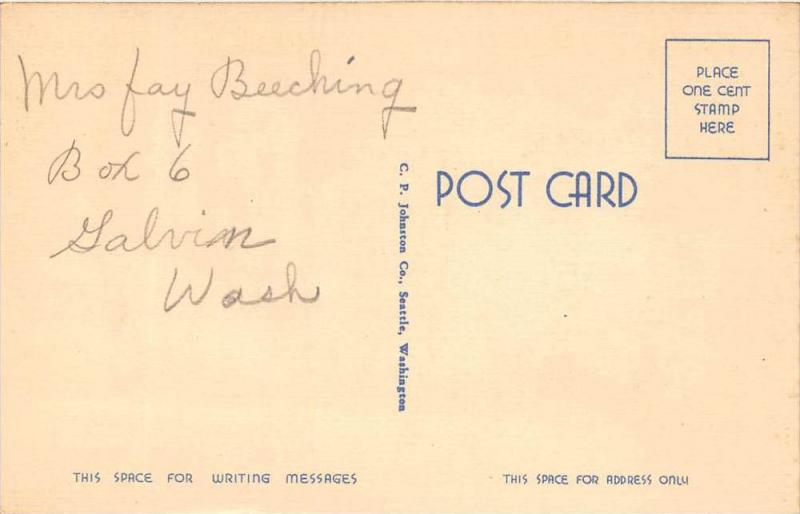 Mrs Fay Beeching
Box 6
Galvin
Wash
C. P. Johnston Co., Seattle, Washington
POST CARD
PLACE
ONE CENT
STAMP
HERE
THIS SPACE FOR WRITING MESSAGES
THIS SPACE FOR ADDRESS ONLY